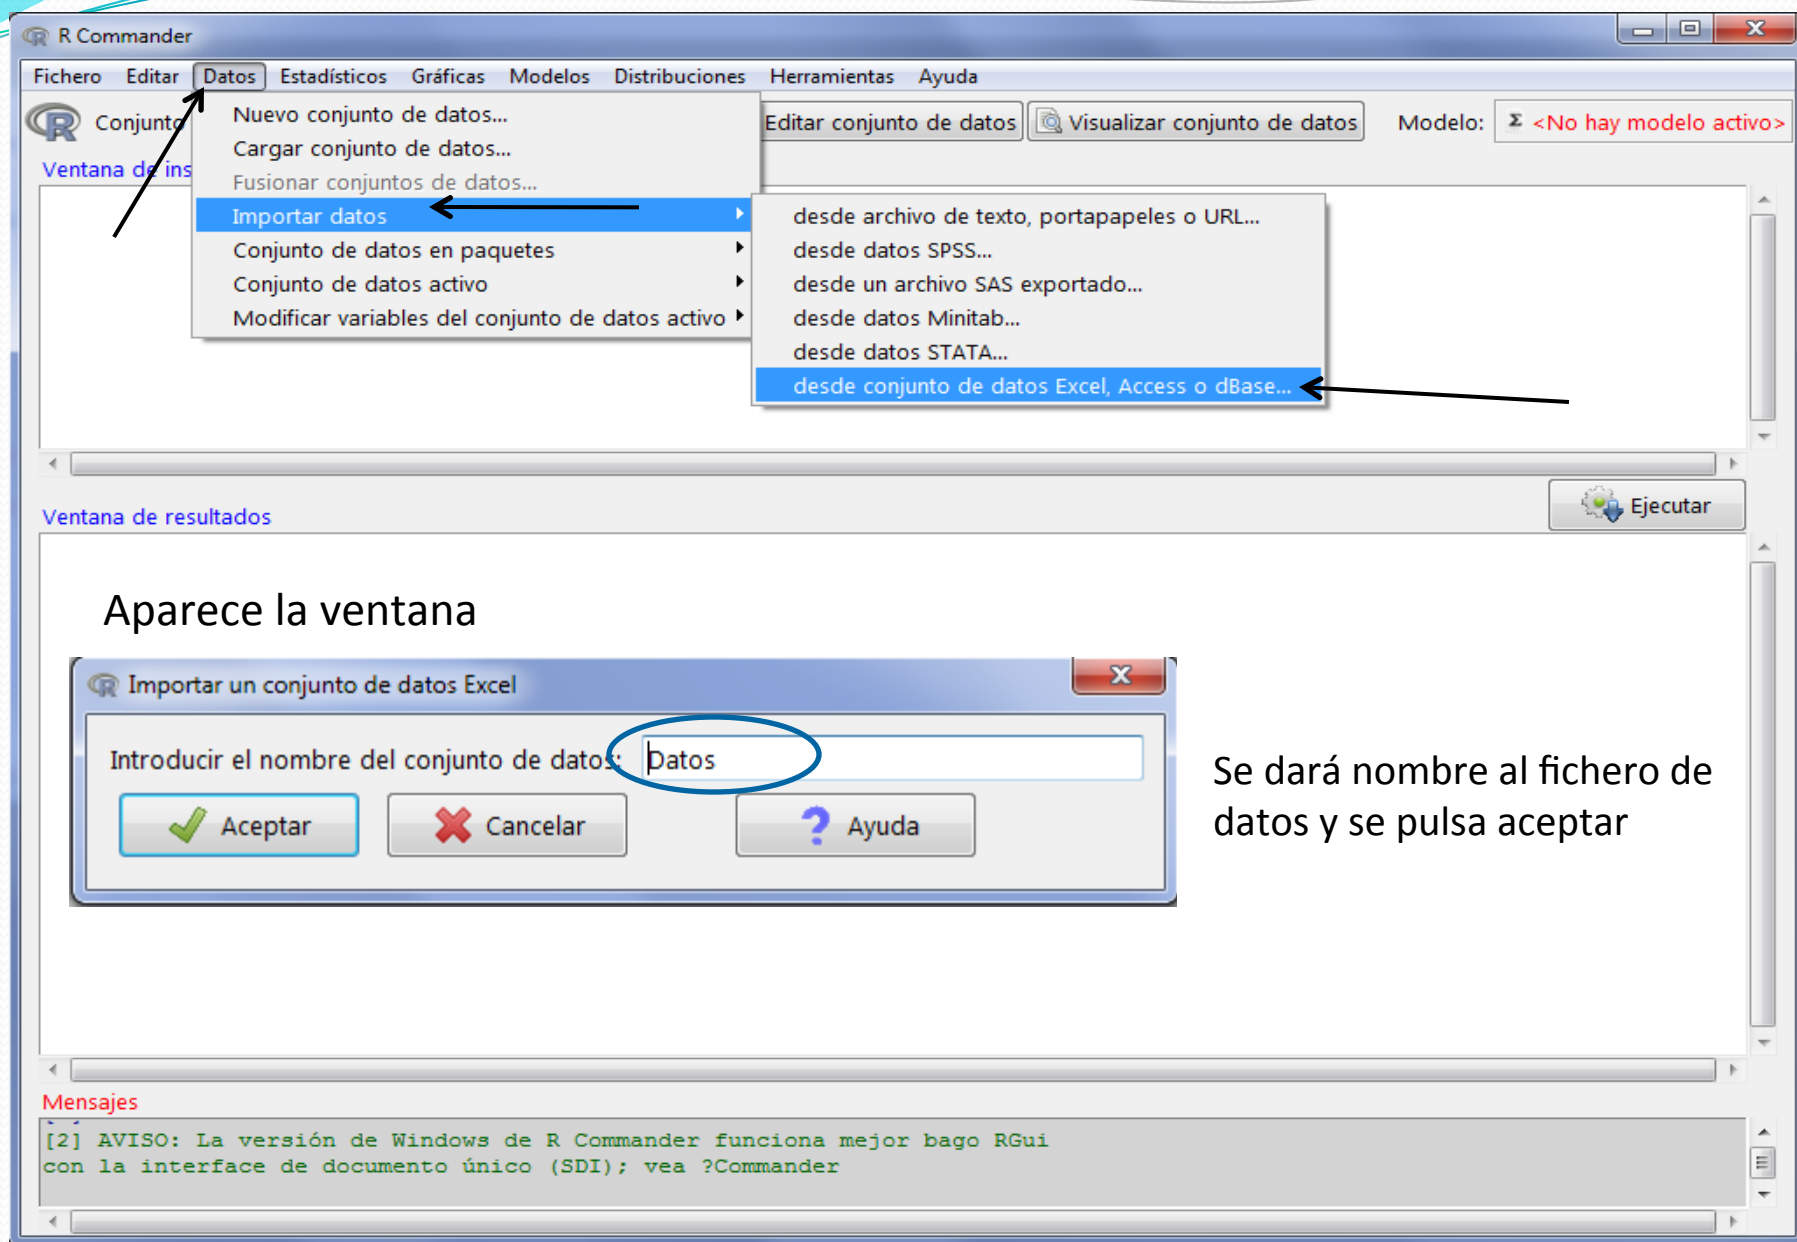 R Commander
Fichero Editar Datos Estadísticos Gráficas Modelos Distribuciones Herramientas Ayuda
Conjunto Editar conjunto de datos Visualizar conjunto de datos Modelo: Σ <No hay modelo activo>
Nuevo conjunto de datos...
Cargar conjunto de datos...
Ventana de ins
Fusionar conjuntos de datos...
Importar datos
Conjunto de datos en paquetes
Conjunto de datos activo
Modificar variables del conjunto de datos activo
desde archivo de texto, portapapeles o URL...
desde datos SPSS...
desde un archivo SAS exportado...
desde datos Minitab...
desde datos STATA...
desde conjunto de datos Excel, Access o dBase...
Ejecutar
Ventana de resultados
Aparece la ventana
Importar un conjunto de datos Excel
Introducir el nombre del conjunto de datos: Datos
Aceptar Cancelar ? Ayuda
Se dará nombre al fichero de
datos y se pulsa aceptar
Mensajes
[2] AVISO: La versión de Windows de R Commander funciona mejor bago RGui
con la interface de documento único (SDI); vea ?Commander